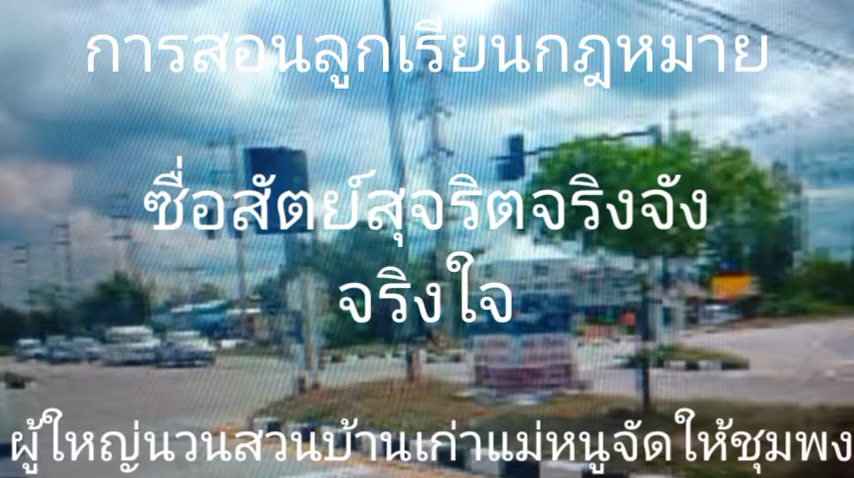 การสอนลูกเรียนกฎหมาย
ซื่อสัตย์สุจริตจริงจัง
จริงใจ
ผู้ใหญ่นวนสวนบ้านเก่าแม่หนูจัดให้ชุมพง